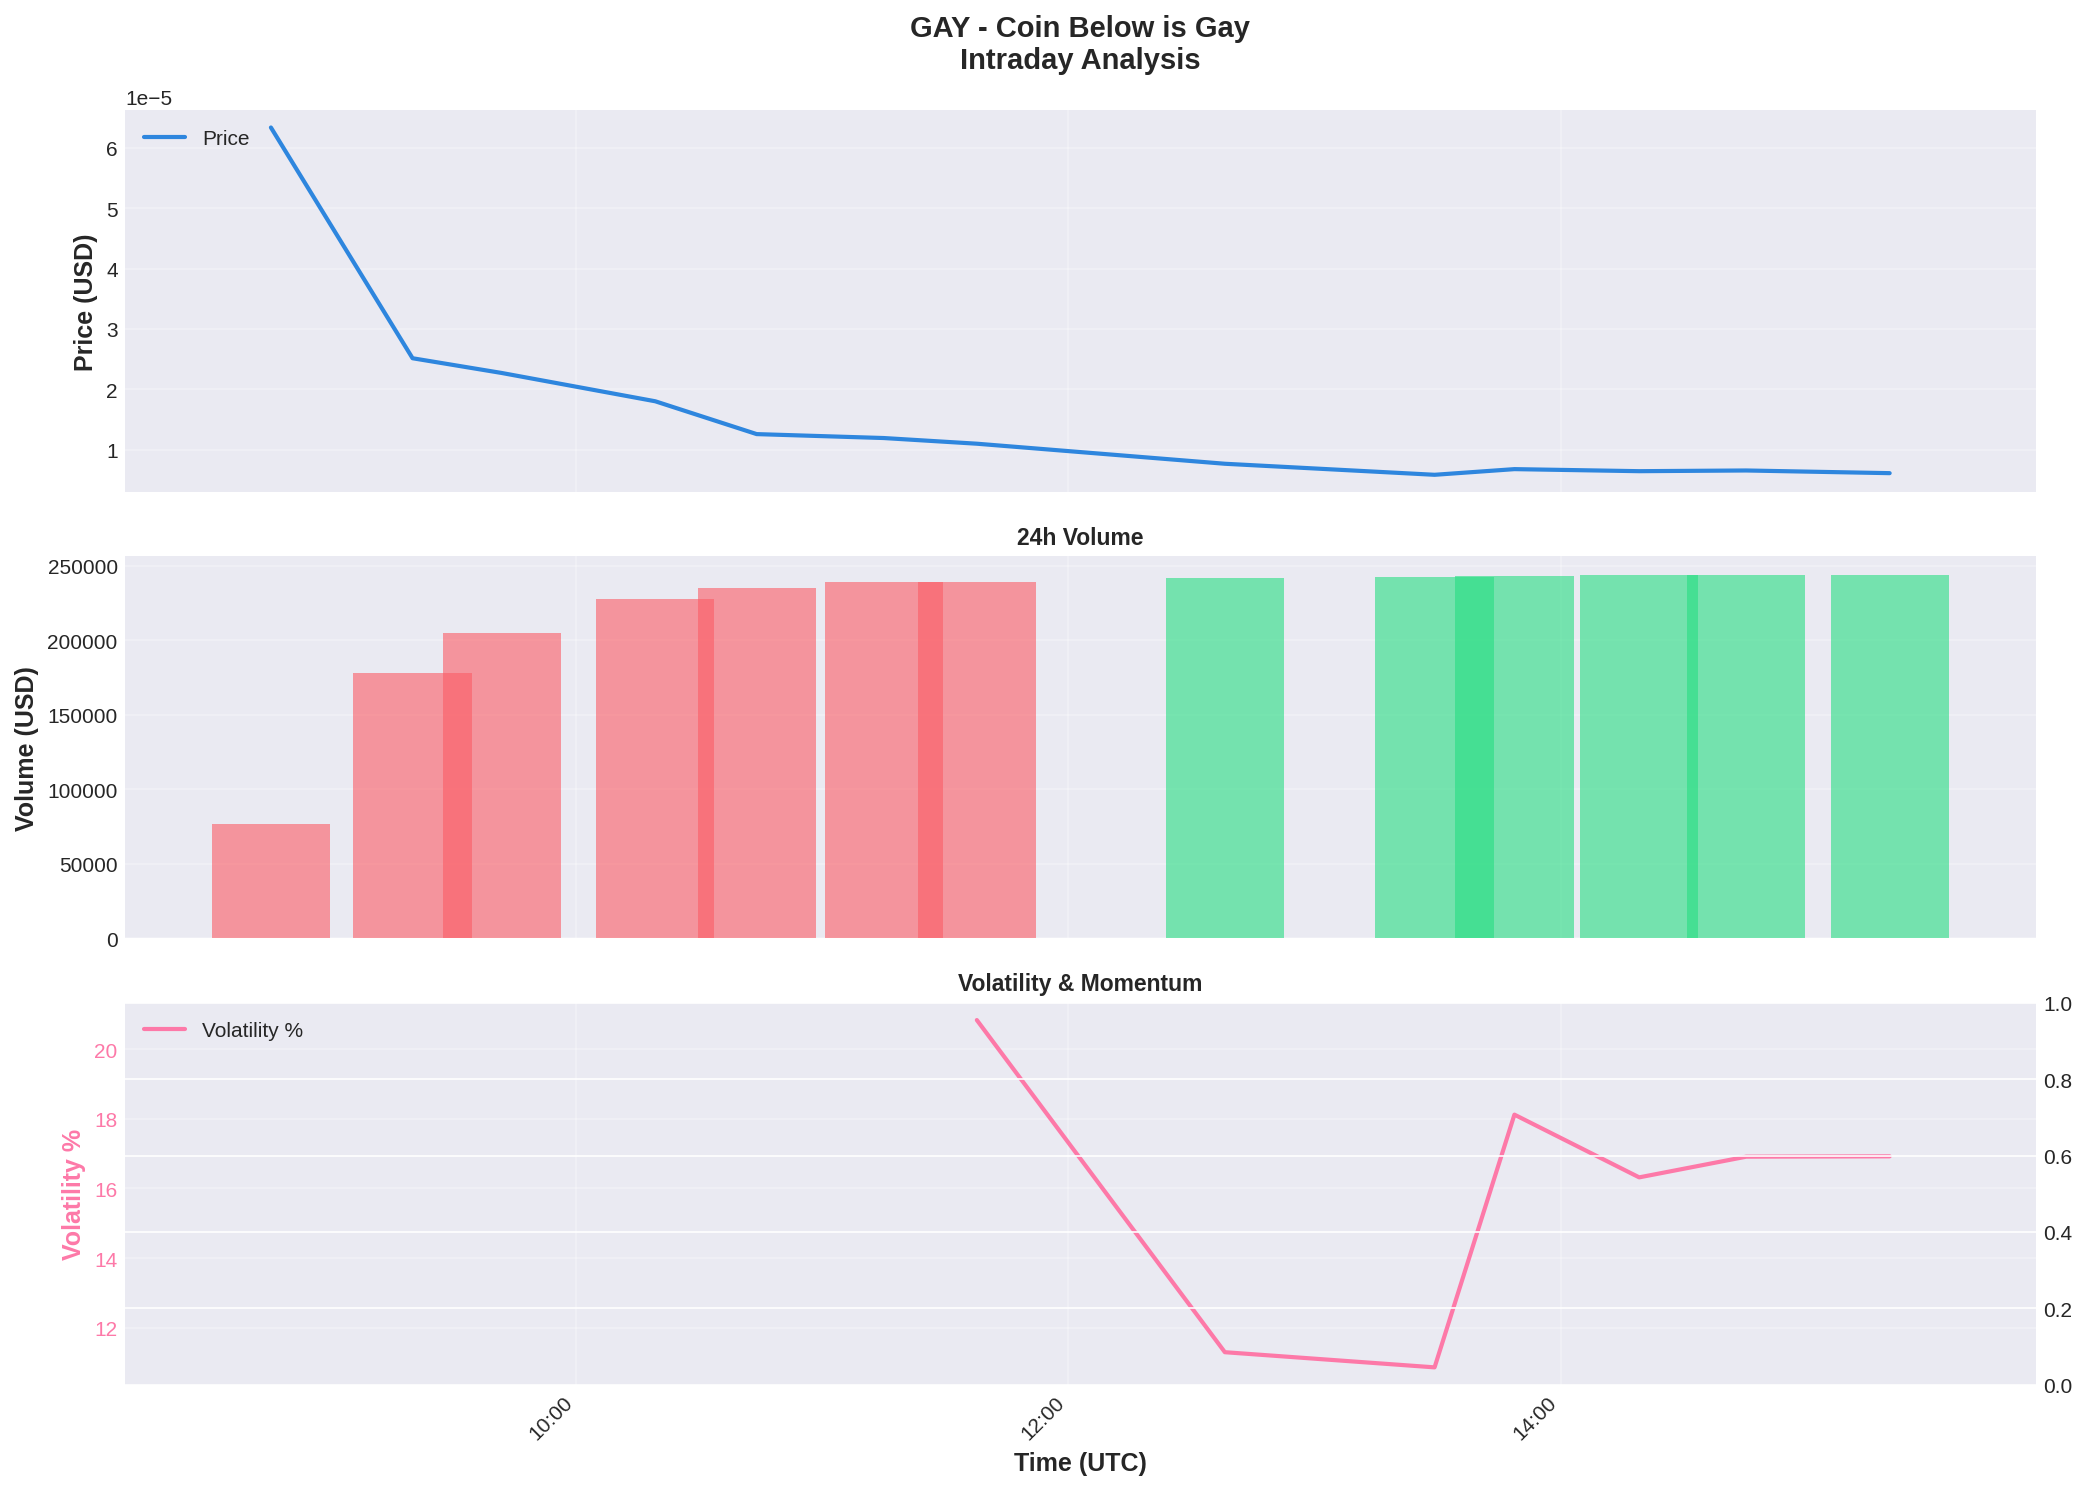 GAY - Coin Below is Gay
Intraday Analysis
1e−5
Price
6
5
4
3
2
1
Price (USD)
24h Volume
250000
200000
150000
100000
50000
0
Volume (USD)
Volatility & Momentum
Volatility %
20
18
16
14
12
Volatility %
1.0
0.8
0.6
0.4
0.2
0.0
10:00
12:00
14:00
Time (UTC)